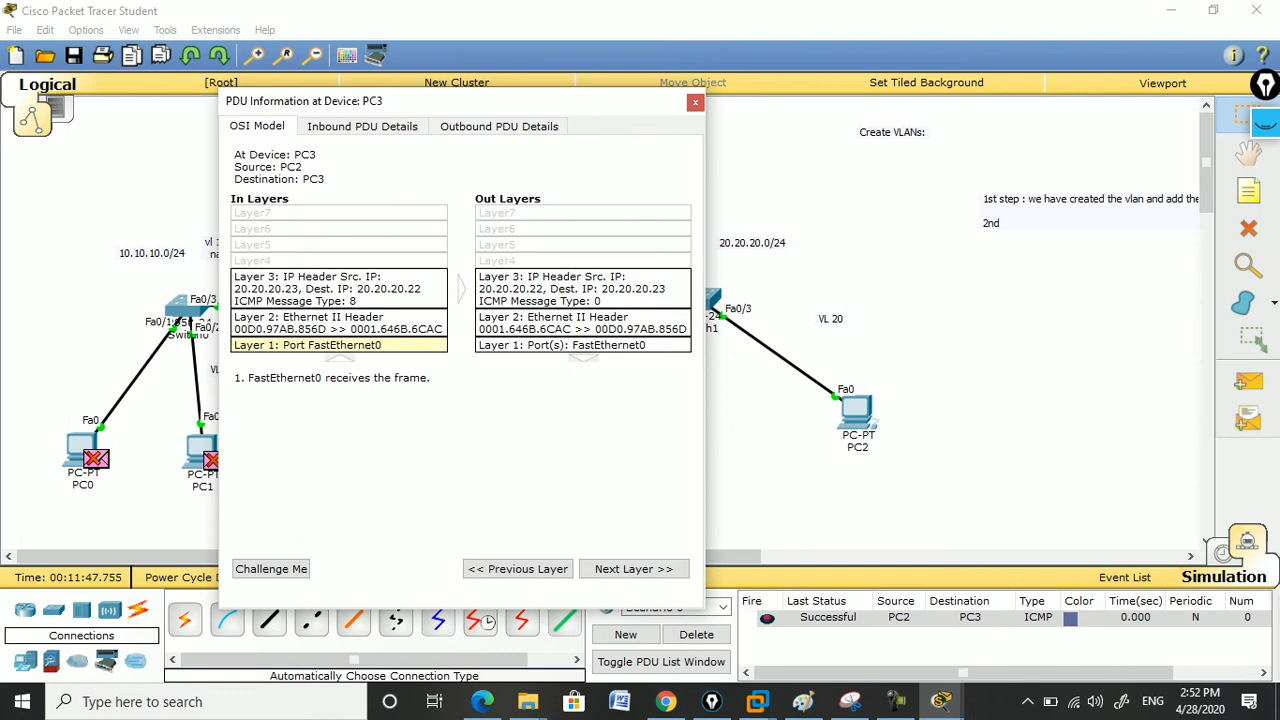 Cisco Packet Tracer Student
File Edit Options View Tools Extensions Help
Logical [Root] New Cluster Move Object Set Tiled Background Viewport
PDU Information at Device: PC3
OSI Model Inbound PDU Details Outbound PDU Details
At Device: PC3
Source: PC2
Destination: PC3
In Layers Out Layers
Layer7 Layer7
Layer6 Layer6
Layer5 Layer5
Layer4 Layer4
Layer 3: IP Header Src. IP:
20.20.20.23, Dest. IP: 20.20.20.22
ICMP Message Type: 8
Layer 3: IP Header Src. IP:
20.20.20.22, Dest. IP: 20.20.20.23
ICMP Message Type: 0
Layer 2: Ethernet II Header
00D0.97AB.856D >> 0001.646B.6CAC
Layer 2: Ethernet II Header
0001.646B.6CAC >> 00D0.97AB.856D
Layer 1: Port FastEthernet0
Layer 1: Port(s): FastEthernet0
1. FastEthernet0 receives the frame.
Challenge Me << Previous Layer Next Layer >>
Create VLANs:
1st step : we have created the vlan and add the
2nd
10.10.10.0/24
vl 1
na
Fa0/3
Fa0/1
Fa0/2
VL
Fa0
PC-PT
PC0
Fa0
PC-PT
PC1
20.20.20.0/24
Fa0/3
VL 20
Fa0
PC-PT
PC2
Time: 00:11:47.755 Power Cycle D Event List Simulation
Connections
Automatically Choose Connection Type
New Delete
Toggle PDU List Window
Fire Last Status Source Destination Type Color Time(sec) Periodic Num
Successful PC2 PC3 ICMP 0.000 N 0
Type here to search
ENG
2:52 PM
4/28/2020